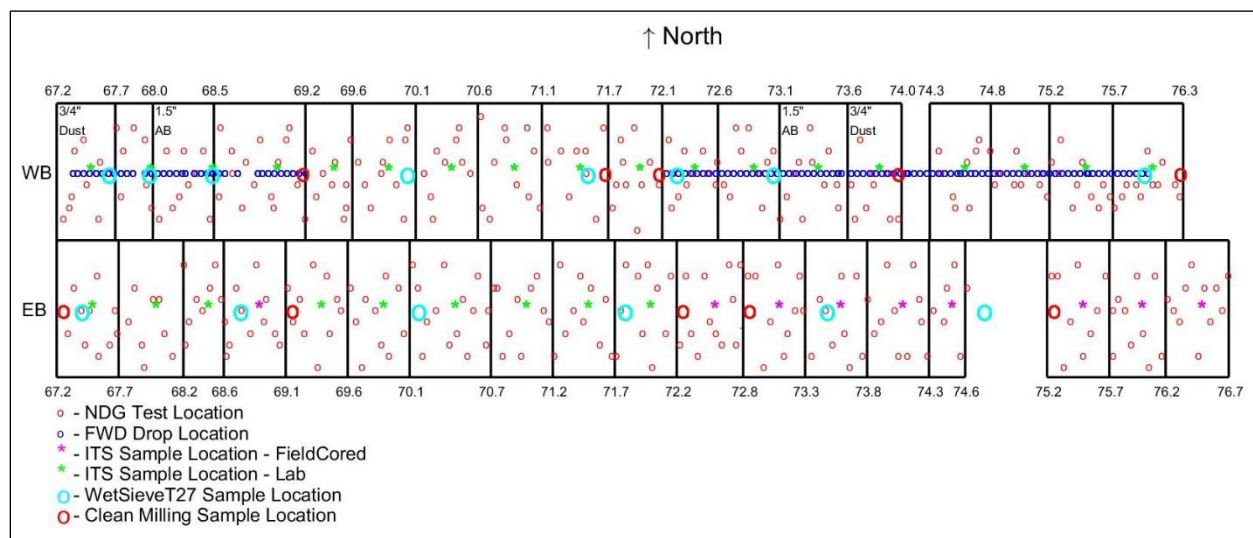 ↑ North
67.2 67.7 68.0 68.5 69.2 69.6 70.1 70.6 71.1 71.7 72.1 72.6 73.1 73.6 74.0 74.3 74.8 75.2 75.7 76.3
3/4" 1.5" 1.5" 3/4"
Dust AB AB Dust
WB
EB
67.2 67.7 68.2 68.6 69.1 69.6 70.1 70.7 71.1 71.7 72.2 72.8 73.3 73.8 74.3 74.6 75.2 75.7 76.2 76.7
o - NDG Test Location
o - FWD Drop Location
* - ITS Sample Location - FieldCored
* - ITS Sample Location - Lab
o - WetSieveT27 Sample Location
o - Clean Milling Sample Location